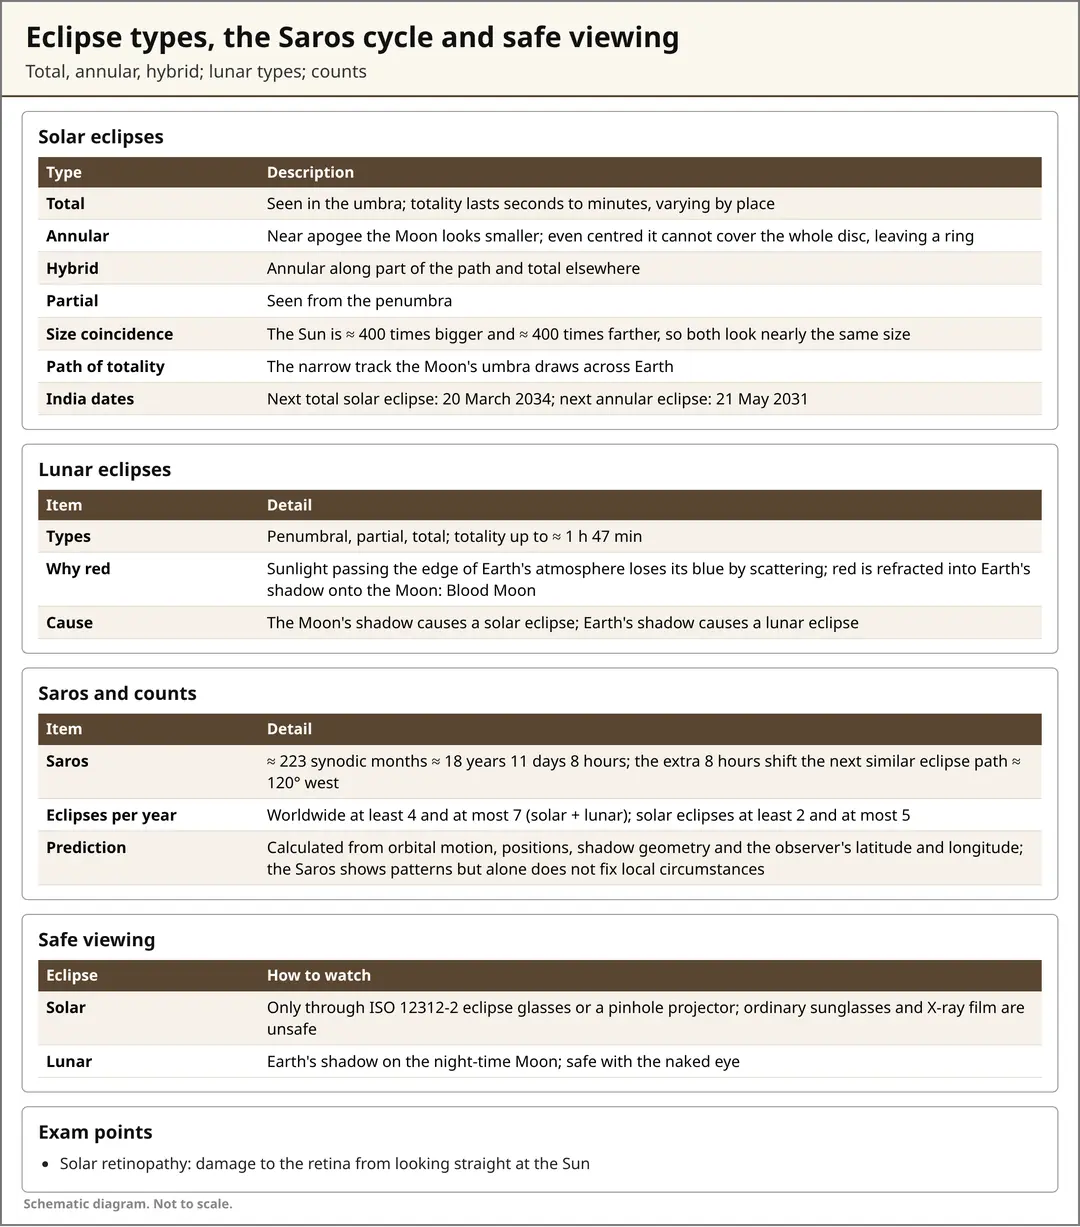 Eclipse types, the Saros cycle and safe viewing
Total, annular, hybrid; lunar types; counts
Solar eclipses
Type Description
Total Seen in the umbra; totality lasts seconds to minutes, varying by place
Annular Near apogee the Moon looks smaller; even centred it cannot cover the whole disc, leaving a ring
Hybrid Annular along part of the path and total elsewhere
Partial Seen from the penumbra
Size coincidence The Sun is ≈ 400 times bigger and ≈ 400 times farther, so both look nearly the same size
Path of totality The narrow track the Moon's umbra draws across Earth
India dates Next total solar eclipse: 20 March 2034; next annular eclipse: 21 May 2031
Lunar eclipses
Item Detail
Types Penumbral, partial, total; totality up to ≈ 1 h 47 min
Why red Sunlight passing the edge of Earth's atmosphere loses its blue by scattering; red is refracted into Earth's
shadow onto the Moon: Blood Moon
Cause The Moon's shadow causes a solar eclipse; Earth's shadow causes a lunar eclipse
Saros and counts
Item Detail
Saros ≈ 223 synodic months ≈ 18 years 11 days 8 hours; the extra 8 hours shift the next similar eclipse path ≈
120° west
Eclipses per year Worldwide at least 4 and at most 7 (solar + lunar); solar eclipses at least 2 and at most 5
Prediction Calculated from orbital motion, positions, shadow geometry and the observer's latitude and longitude;
the Saros shows patterns but alone does not fix local circumstances
Safe viewing
Eclipse How to watch
Solar Only through ISO 12312-2 eclipse glasses or a pinhole projector; ordinary sunglasses and X-ray film are
unsafe
Lunar Earth's shadow on the night-time Moon; safe with the naked eye
Exam points
• Solar retinopathy: damage to the retina from looking straight at the Sun
Schematic diagram. Not to scale.